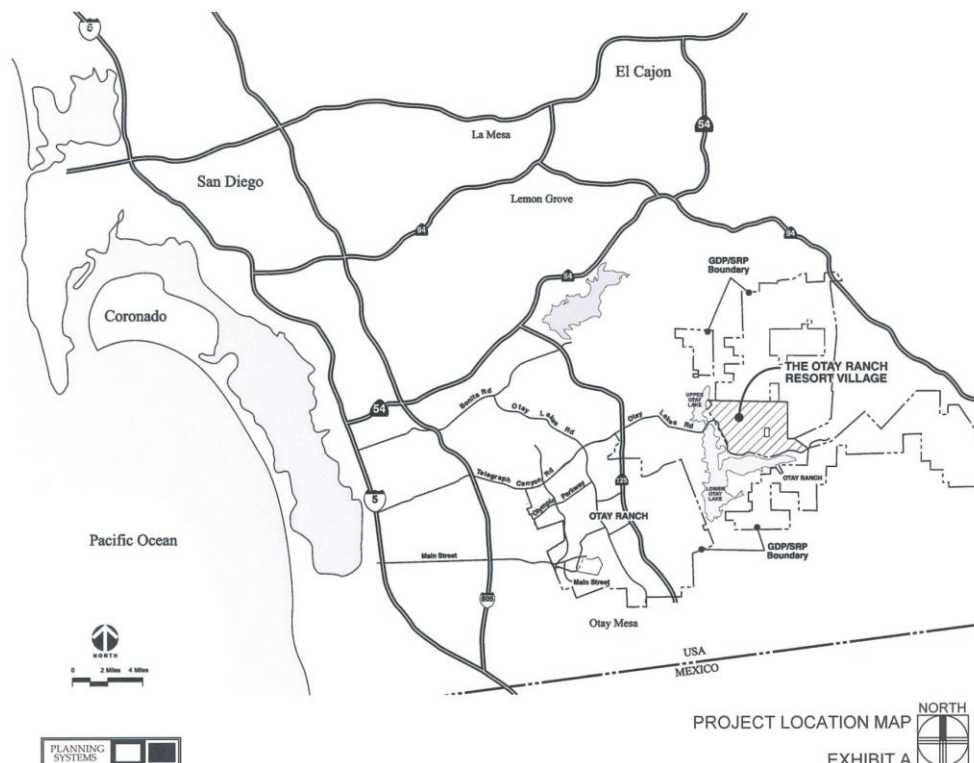 5
El Cajon
54
La Mesa
San Diego
Lemon Grove
94
94
GDP/SRP
Boundary
54
Coronado
THE OTAY RANCH
RESORT VILLAGE
54
Bonita Rd
Otay Lakes Rd
Otay Lakes Rd
UPPER
OTAY
LAKE
Telegraph Canyon Rd
OTAY RANCH
5
125
LOWER
OTAY
LAKE
Olympic Parkway
OTAY RANCH
Pacific Ocean
GDP/SRP
Boundary
Main Street
Main Street
805
Otay Mesa
NORTH
USA
MEXICO
0 2 Miles 4 Miles
NORTH
PROJECT LOCATION MAP
PLANNING
SYSTEMS
EXHIBIT A